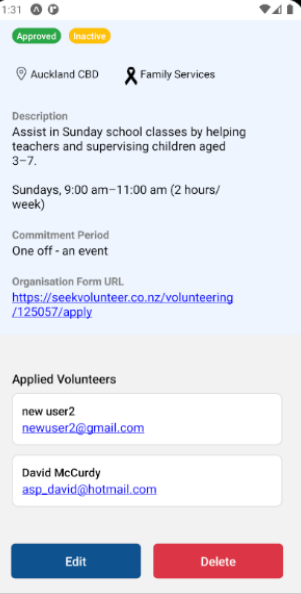 1:31
Approved Inactive
Auckland CBD Family Services
Description
Assist in Sunday school classes by helping
teachers and supervising children aged
3–7.
Sundays, 9:00 am–11:00 am (2 hours/
week)
Commitment Period
One off - an event
Organisation Form URL
https://seekvolunteer.co.nz/volunteering
/125057/apply
Applied Volunteers
new user2
newuser2@gmail.com
David McCurdy
asp_david@hotmail.com
Edit Delete